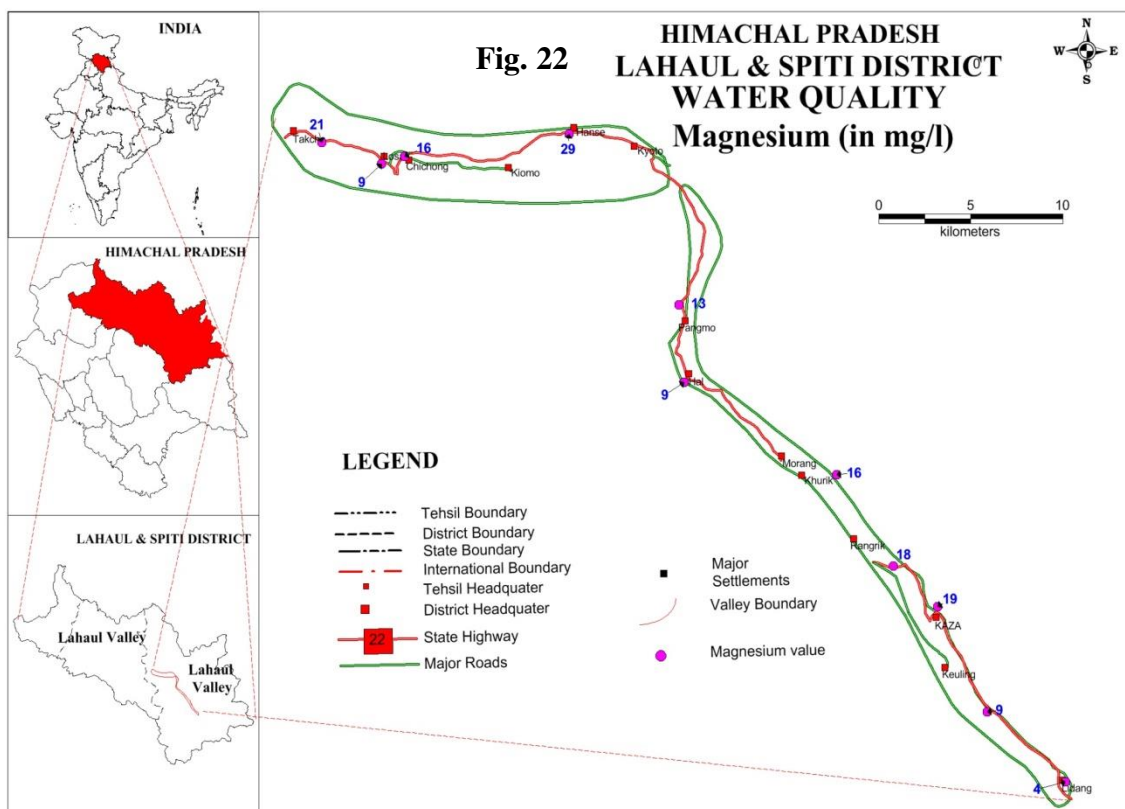 INDIA
HIMACHAL PRADESH
LAHAUL & SPITI DISTRICT
Lahaul Valley
Lahaul
Valley
Fig. 22
HIMACHAL PRADESH
LAHAUL & SPITI DISTRICT
WATER QUALITY
Magnesium (in mg/l)
N
W E
S
0 5 10
kilometers
21
Takcha
9
16
Chichong
Kiomo
Hanse
29
Kyoto
13
Pangmo
Hal
9
Morang
Khurik
16
Rangrik
18
19
KAZA
Keuling
9
4
Lidang
LEGEND
Tehsil Boundary
District Boundary
State Boundary
International Boundary
Tehsil Headquater
District Headquater
22 State Highway
Major Roads
Major
Settlements
Valley Boundary
Magnesium value